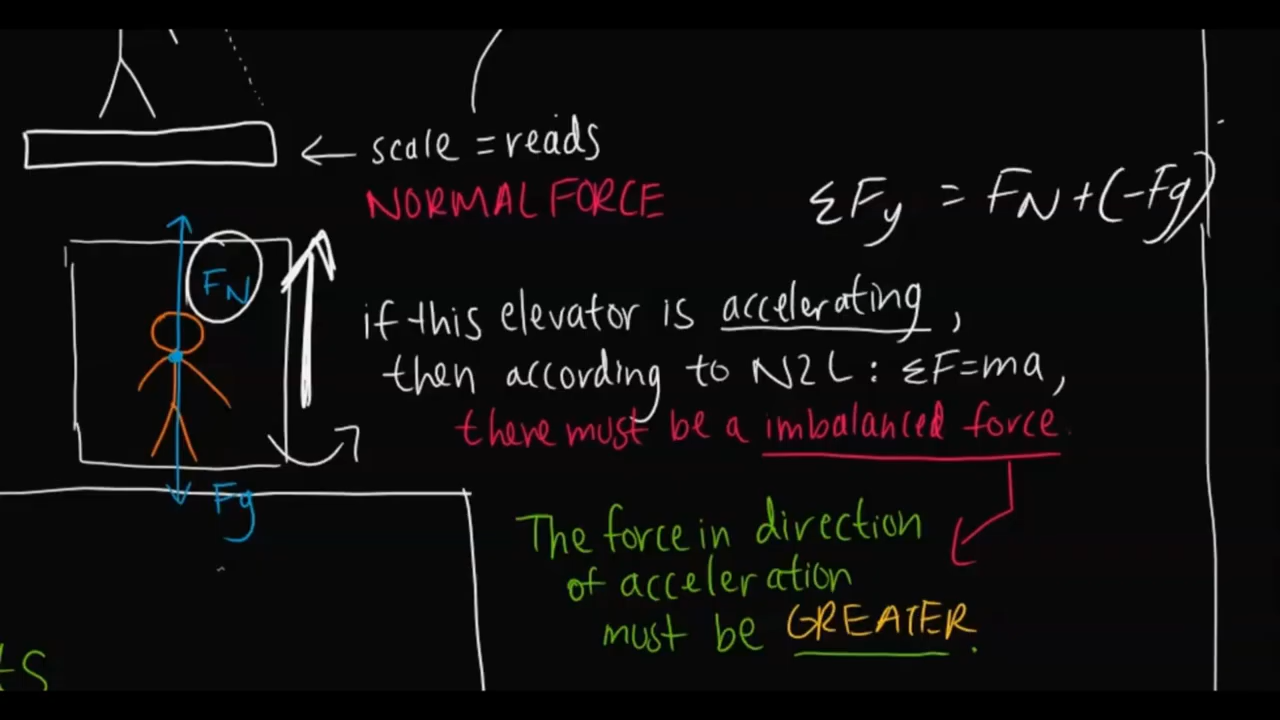 ← scale = reads
NORMAL FORCE
ΣFy = FN + (-Fg)
FN
if this elevator is accelerating,
then according to N2L: ΣF=ma,
there must be a imbalanced force.
Fg
The force in direction
of acceleration
must be GREATER.
ts